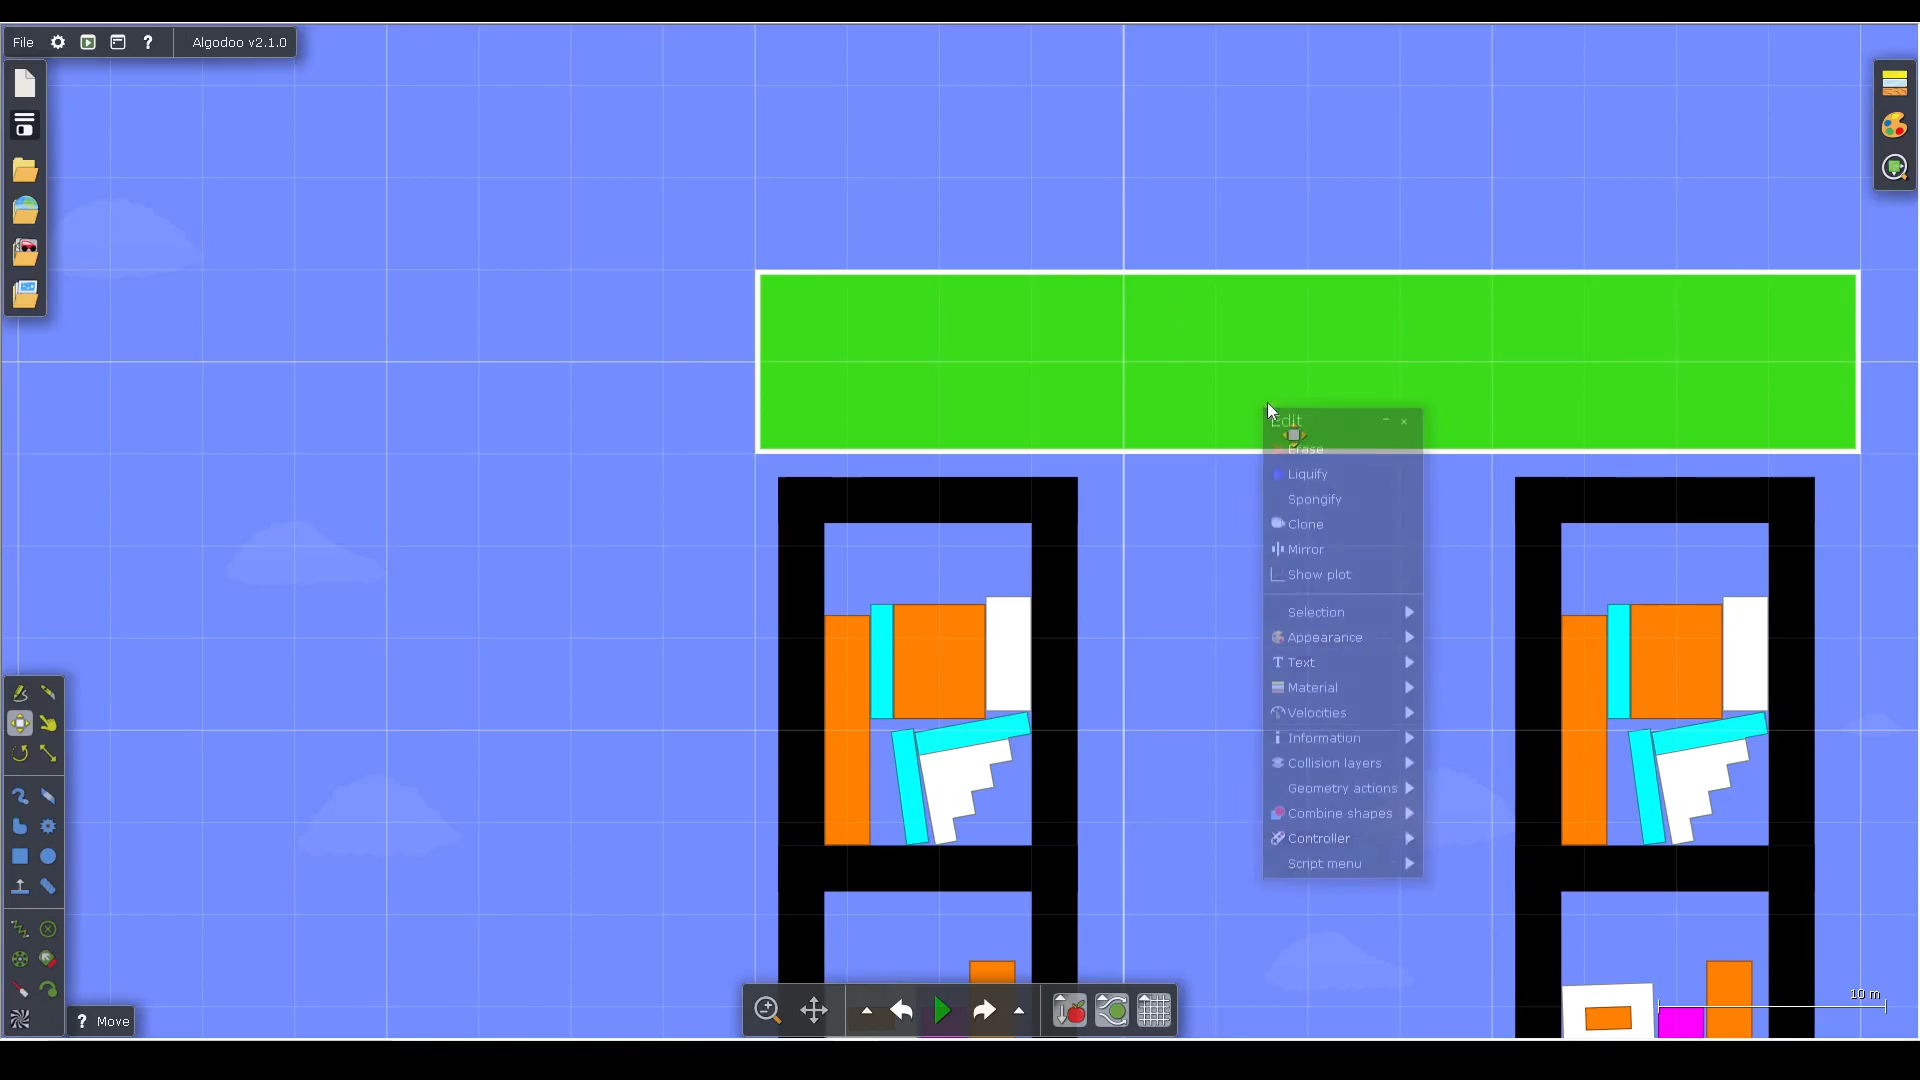 File
? Algodoo v2.1.0
Edit
Erase
Liquify
Spongify
Clone
Mirror
Show plot
Selection
Appearance
T Text
Material
Velocities
i Information
Collision layers
Geometry actions
Combine shapes
Controller
Script menu
10 m
? Move